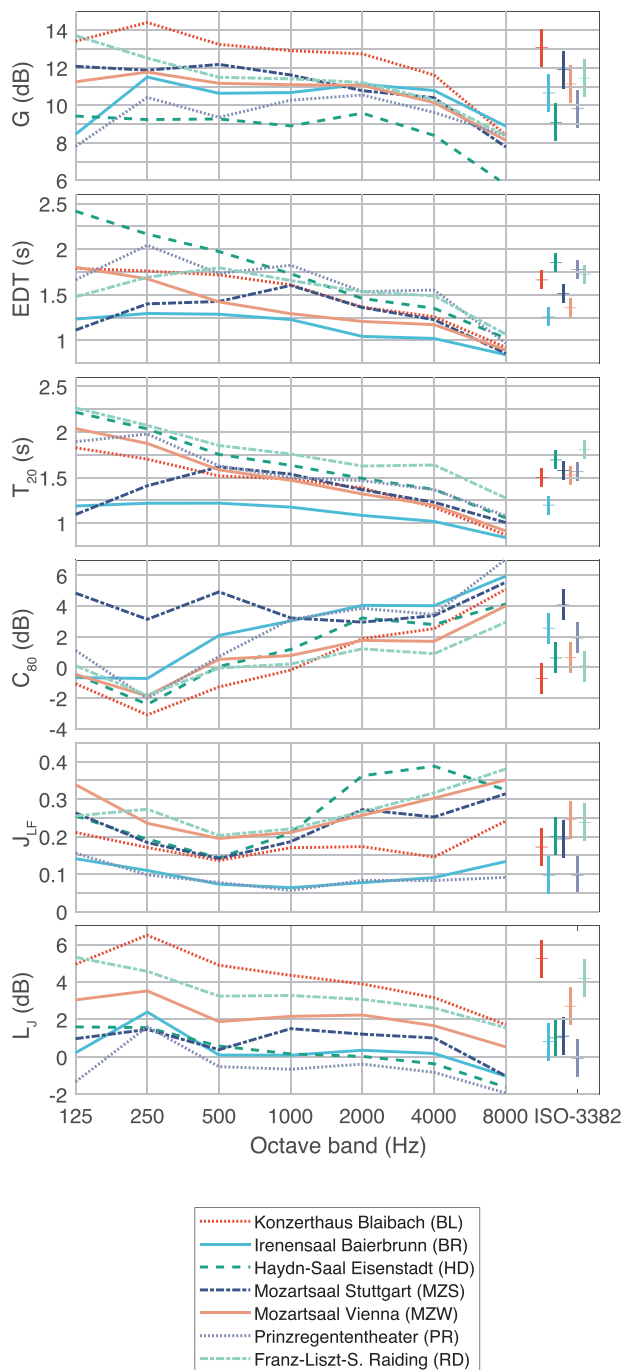 14
12
10
8
6
G (dB)
2.5
2
1.5
1
EDT (s)
2.5
2
1.5
1
T20 (s)
6
4
2
0
-2
-4
C80 (dB)
0.4
0.3
0.2
0.1
0
JLF
6
4
2
0
-2
LJ (dB)
125 250 500 1000 2000 4000 8000 ISO-3382
Octave band (Hz)
Konzerthaus Blaibach (BL)
Irenensaal Baierbrunn (BR)
Haydn-Saal Eisenstadt (HD)
Mozartsaal Stuttgart (MZS)
Mozartsaal Vienna (MZW)
Prinzregententheater (PR)
Franz-Liszt-S. Raiding (RD)